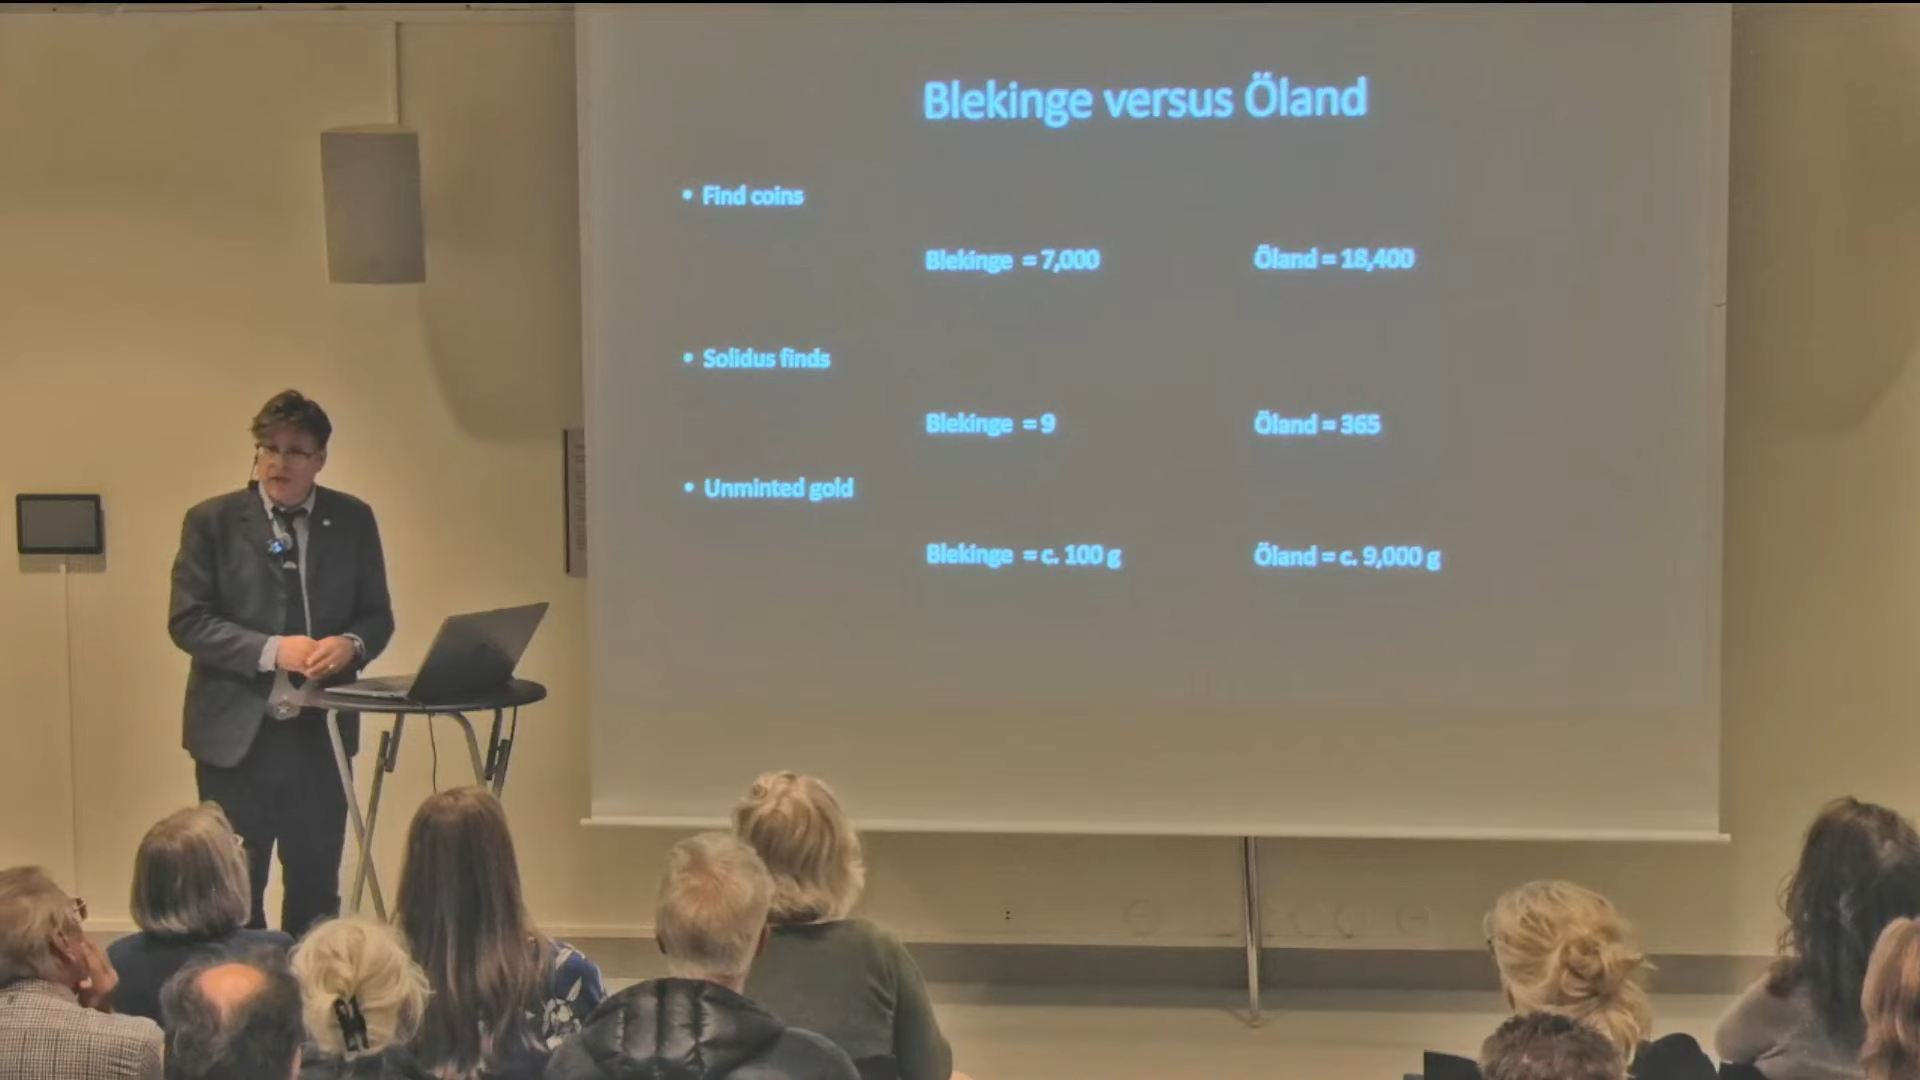 Blekinge versus Öland
• Find coins
Blekinge = 7,000 Öland = 18,400
• Solidus finds
Blekinge = 9 Öland = 365
• Unminted gold
Blekinge = c. 100 g Öland = c. 9,000 g